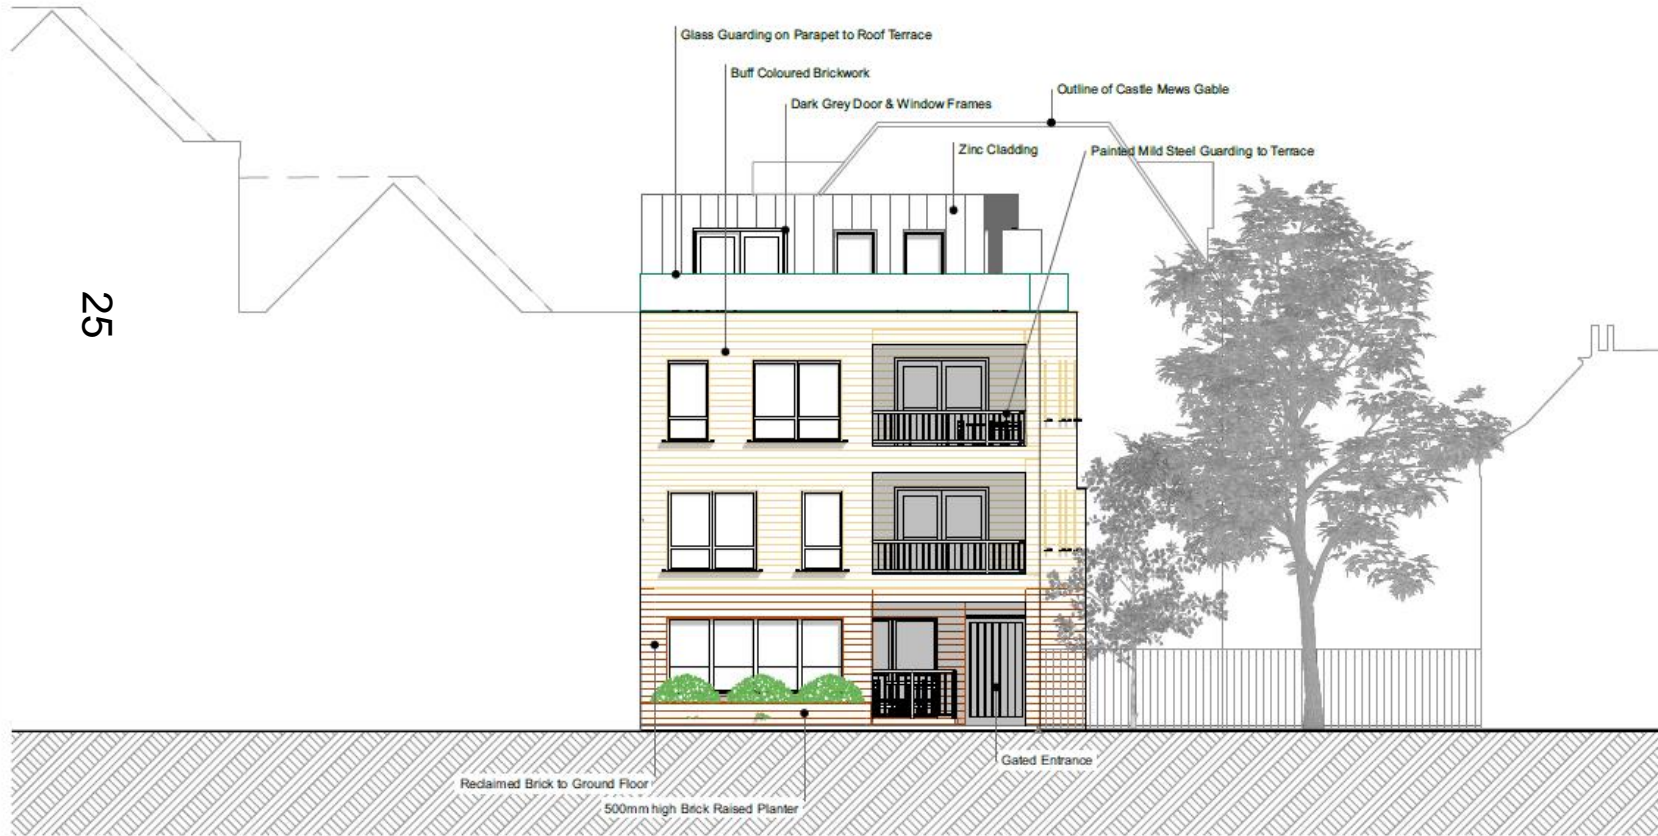 Glass Guarding on Parapet to Roof Terrace
Buff Coloured Brickwork
Outline of Castle Mews Gable
Dark Grey Door & Window Frames
Zinc Cladding
Painted Mild Steel Guarding to Terrace
25
Gated Entrance
Reclaimed Brick to Ground Floor
500mm high Brick Raised Planter